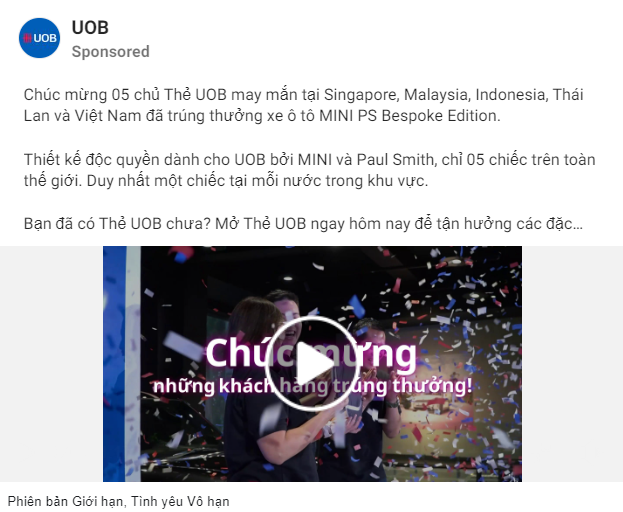 UOB
UOB
Sponsored
Chúc mừng 05 chủ Thẻ UOB may mắn tại Singapore, Malaysia, Indonesia, Thái
Lan và Việt Nam đã trúng thưởng xe ô tô MINI PS Bespoke Edition.
Thiết kế độc quyền dành cho UOB bởi MINI và Paul Smith, chỉ 05 chiếc trên toàn
thế giới. Duy nhất một chiếc tại mỗi nước trong khu vực.
Bạn đã có Thẻ UOB chưa? Mở Thẻ UOB ngay hôm nay để tận hưởng các đặc...
Chúc mừng
những khách hàng trúng thưởng!
Phiên bản Giới hạn, Tình yêu Vô hạn